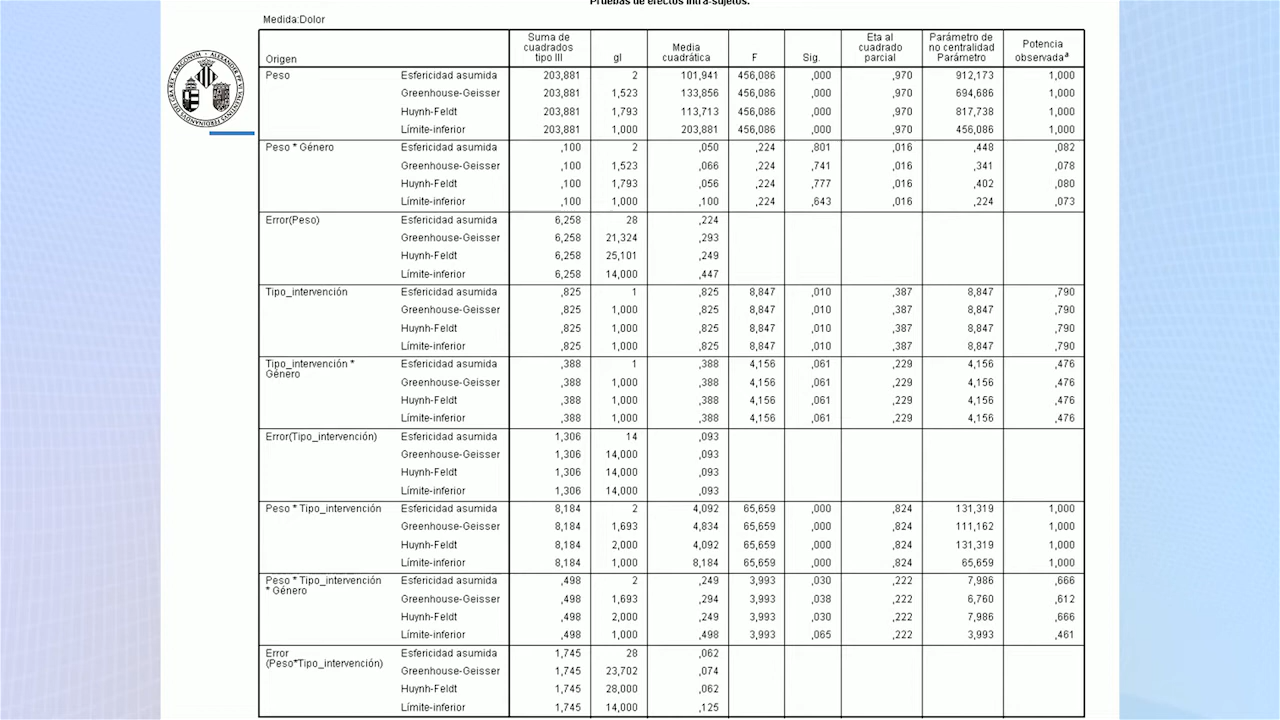 Pruebas de efectos intra-sujetos.
Medida:Dolor
Origen Suma de cuadrados tipo III gl Media cuadrática F Sig. Eta al cuadrado parcial Parámetro de no centralidad Parámetro Potencia observadaª
Peso Esfericidad asumida 203,881 2 101,941 456,086 ,000 ,970 912,173 1,000
Greenhouse-Geisser 203,881 1,523 133,856 456,086 ,000 ,970 694,686 1,000
Huynh-Feldt 203,881 1,793 113,713 456,086 ,000 ,970 817,738 1,000
Límite-inferior 203,881 1,000 203,881 456,086 ,000 ,970 456,086 1,000
Peso * Género Esfericidad asumida ,100 2 ,050 ,224 ,801 ,016 ,448 ,082
Greenhouse-Geisser ,100 1,523 ,066 ,224 ,741 ,016 ,341 ,078
Huynh-Feldt ,100 1,793 ,056 ,224 ,777 ,016 ,402 ,080
Límite-inferior ,100 1,000 ,100 ,224 ,643 ,016 ,224 ,073
Error(Peso) Esfericidad asumida 6,258 28 ,224
Greenhouse-Geisser 6,258 21,324 ,293
Huynh-Feldt 6,258 25,101 ,249
Límite-inferior 6,258 14,000 ,447
Tipo_intervención Esfericidad asumida ,825 1 ,825 8,847 ,010 ,387 8,847 ,790
Greenhouse-Geisser ,825 1,000 ,825 8,847 ,010 ,387 8,847 ,790
Huynh-Feldt ,825 1,000 ,825 8,847 ,010 ,387 8,847 ,790
Límite-inferior ,825 1,000 ,825 8,847 ,010 ,387 8,847 ,790
Tipo_intervención * Género Esfericidad asumida ,388 1 ,388 4,156 ,061 ,229 4,156 ,476
Greenhouse-Geisser ,388 1,000 ,388 4,156 ,061 ,229 4,156 ,476
Huynh-Feldt ,388 1,000 ,388 4,156 ,061 ,229 4,156 ,476
Límite-inferior ,388 1,000 ,388 4,156 ,061 ,229 4,156 ,476
Error(Tipo_intervención) Esfericidad asumida 1,306 14 ,093
Greenhouse-Geisser 1,306 14,000 ,093
Huynh-Feldt 1,306 14,000 ,093
Límite-inferior 1,306 14,000 ,093
Peso * Tipo_intervención Esfericidad asumida 8,184 2 4,092 65,659 ,000 ,824 131,319 1,000
Greenhouse-Geisser 8,184 1,693 4,834 65,659 ,000 ,824 111,162 1,000
Huynh-Feldt 8,184 2,000 4,092 65,659 ,000 ,824 131,319 1,000
Límite-inferior 8,184 1,000 8,184 65,659 ,000 ,824 65,659 1,000
Peso * Tipo_intervención * Género Esfericidad asumida ,498 2 ,249 3,993 ,030 ,222 7,986 ,666
Greenhouse-Geisser ,498 1,693 ,294 3,993 ,038 ,222 6,760 ,612
Huynh-Feldt ,498 2,000 ,249 3,993 ,030 ,222 7,986 ,666
Límite-inferior ,498 1,000 ,498 3,993 ,065 ,222 3,993 ,461
Error (Peso*Tipo_intervención) Esfericidad asumida 1,745 28 ,062
Greenhouse-Geisser 1,745 23,702 ,074
Huynh-Feldt 1,745 28,000 ,062
Límite-inferior 1,745 14,000 ,125